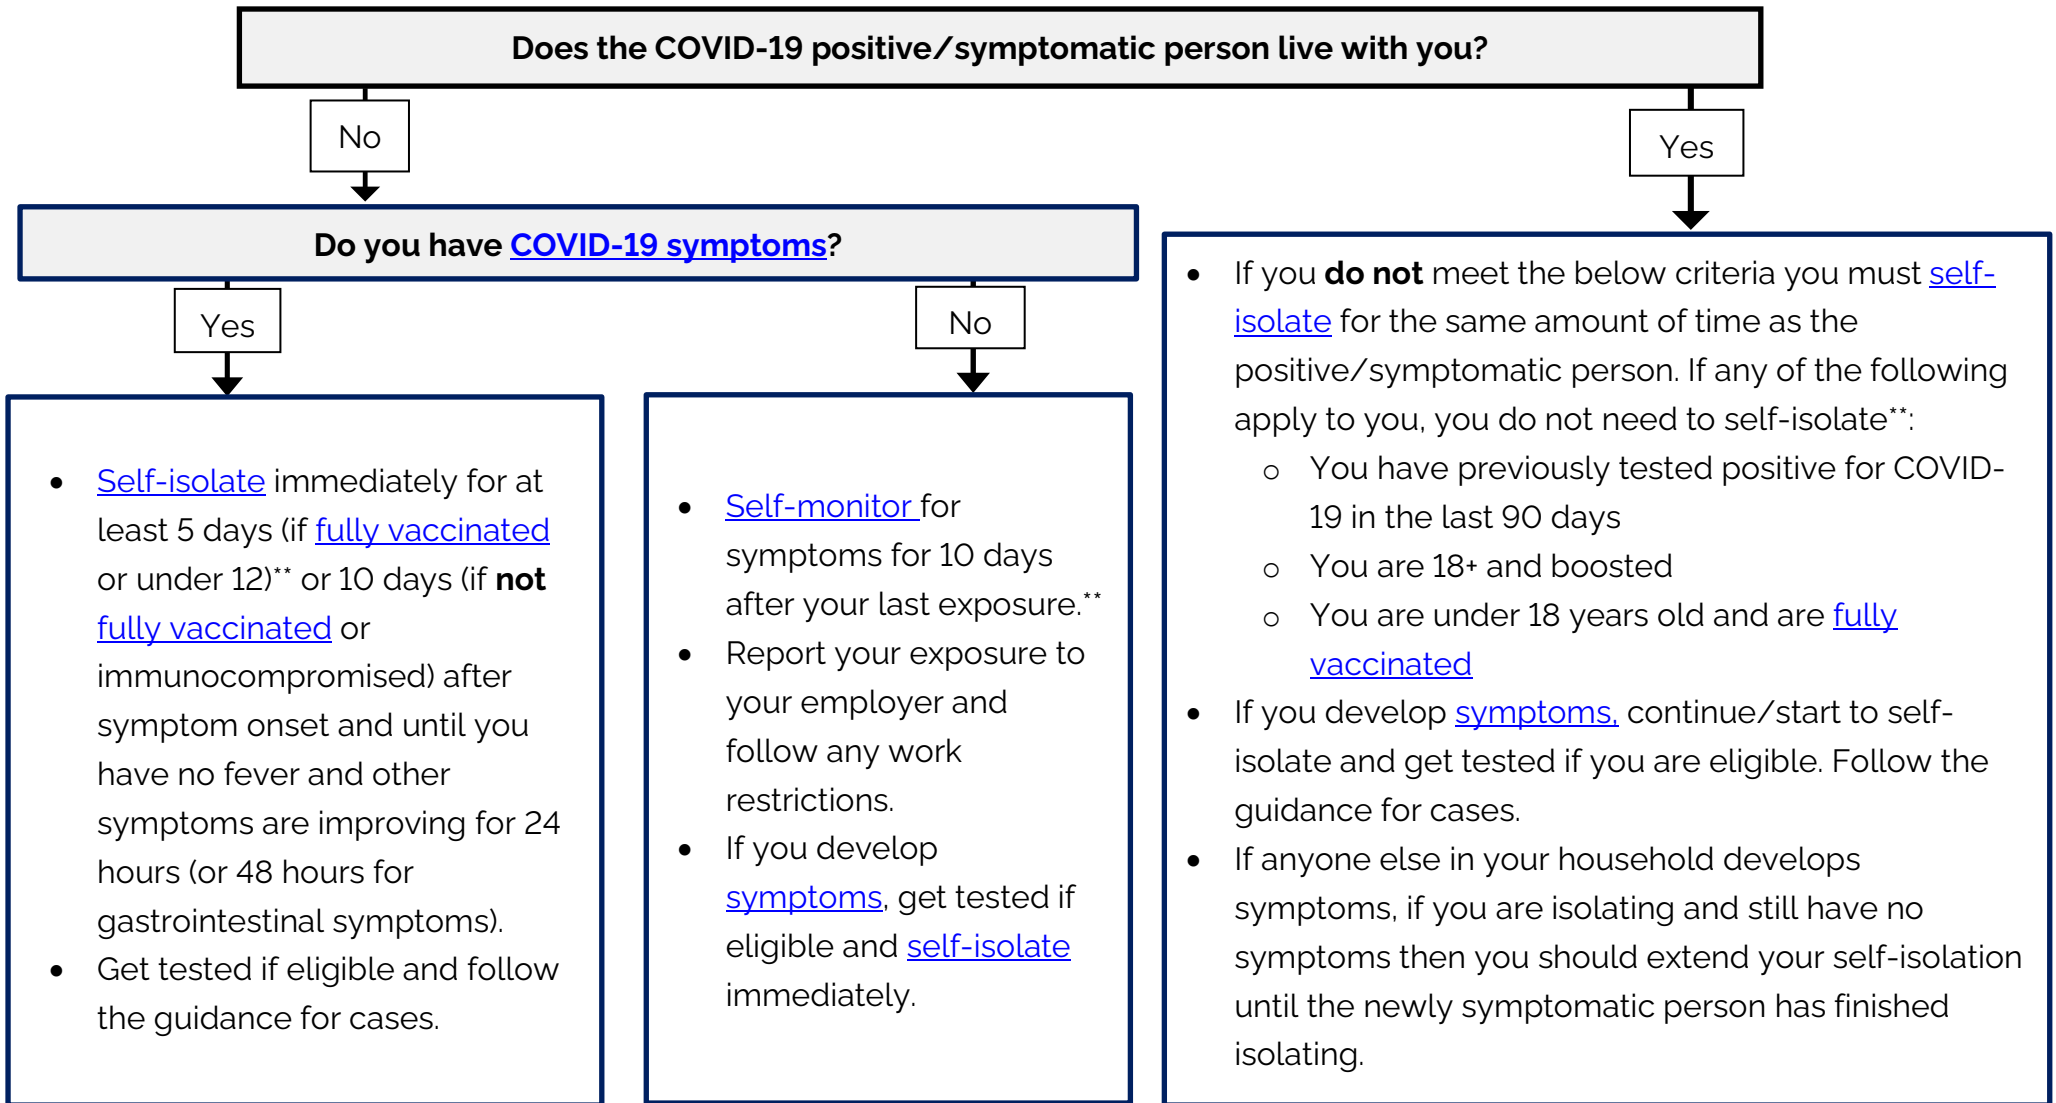 Does the COVID-19 positive/symptomatic person live with you?
No
Yes
Do you have COVID-19 symptoms?
Yes
No
• Self-isolate immediately for at
least 5 days (if fully vaccinated
or under 12)** or 10 days (if not
fully vaccinated or
immunocompromised) after
symptom onset and until you
have no fever and other
symptoms are improving for 24
hours (or 48 hours for
gastrointestinal symptoms).
• Get tested if eligible and follow
the guidance for cases.
• Self-monitor for
symptoms for 10 days
after your last exposure.**
• Report your exposure to
your employer and
follow any work
restrictions.
• If you develop
symptoms, get tested if
eligible and self-isolate
immediately.
• If you do not meet the below criteria you must self-
isolate for the same amount of time as the
positive/symptomatic person. If any of the following
apply to you, you do not need to self-isolate**:
o You have previously tested positive for COVID-
19 in the last 90 days
o You are 18+ and boosted
o You are under 18 years old and are fully
vaccinated
• If you develop symptoms, continue/start to self-
isolate and get tested if you are eligible. Follow the
guidance for cases.
• If anyone else in your household develops
symptoms, if you are isolating and still have no
symptoms then you should extend your self-isolation
until the newly symptomatic person has finished
isolating.